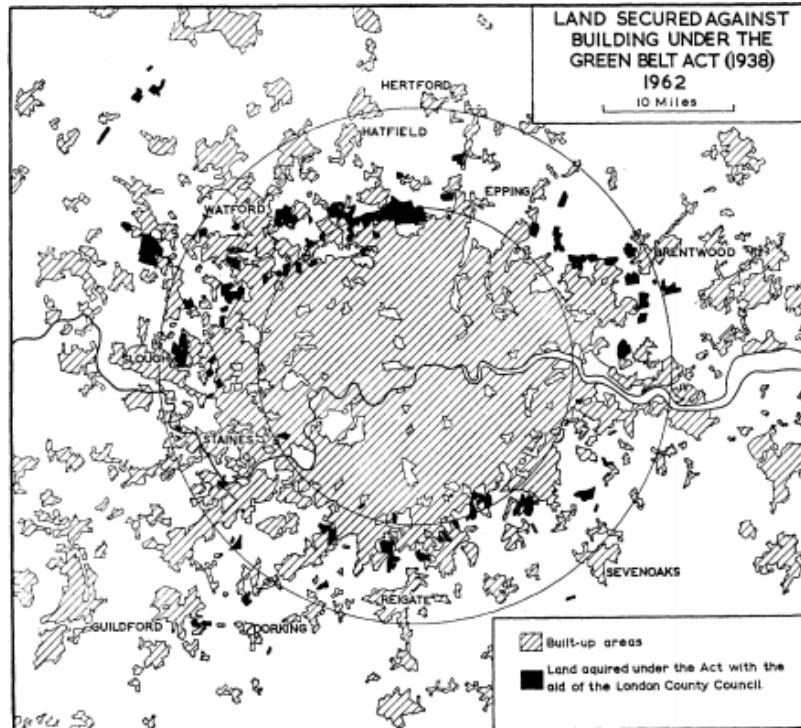 LAND SECURED AGAINST
BUILDING UNDER THE
GREEN BELT ACT (1938)
1962
10 Miles
HERTFORD
HATFIELD
EPPING
WATFORD
BRENTWOOD
SLOUGH
STAINES
SEVENOAKS
REIGATE
GUILDFORD
DORKING
Built-up areas
Land aquired under the Act with the
aid of the London County Council